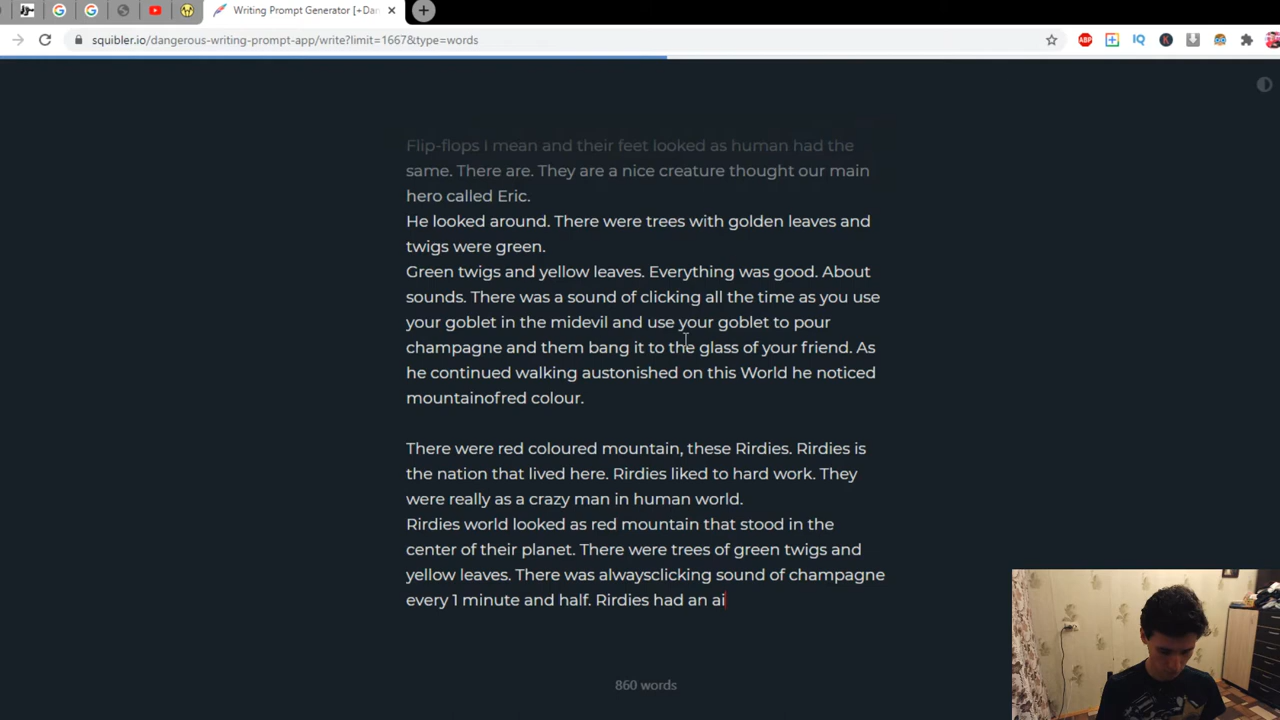 Writing Prompt Generator [+Dan
squibler.io/dangerous-writing-prompt-app/write?limit=1667&type=words
ABP
IQ
K
Flip-flops I mean and their feet looked as human had the
same. There are. They are a nice creature thought our main
hero called Eric.
He looked around. There were trees with golden leaves and
twigs were green.
Green twigs and yellow leaves. Everything was good. About
sounds. There was a sound of clicking all the time as you use
your goblet in the midevil and use your goblet to pour
champagne and them bang it to the glass of your friend. As
he continued walking austonished on this World he noticed
mountainofred colour.
There were red coloured mountain, these Rirdies. Rirdies is
the nation that lived here. Rirdies liked to hard work. They
were really as a crazy man in human world.
Rirdies world looked as red mountain that stood in the
center of their planet. There were trees of green twigs and
yellow leaves. There was alwaysclicking sound of champagne
every 1 minute and half. Rirdies had an ai
860 words